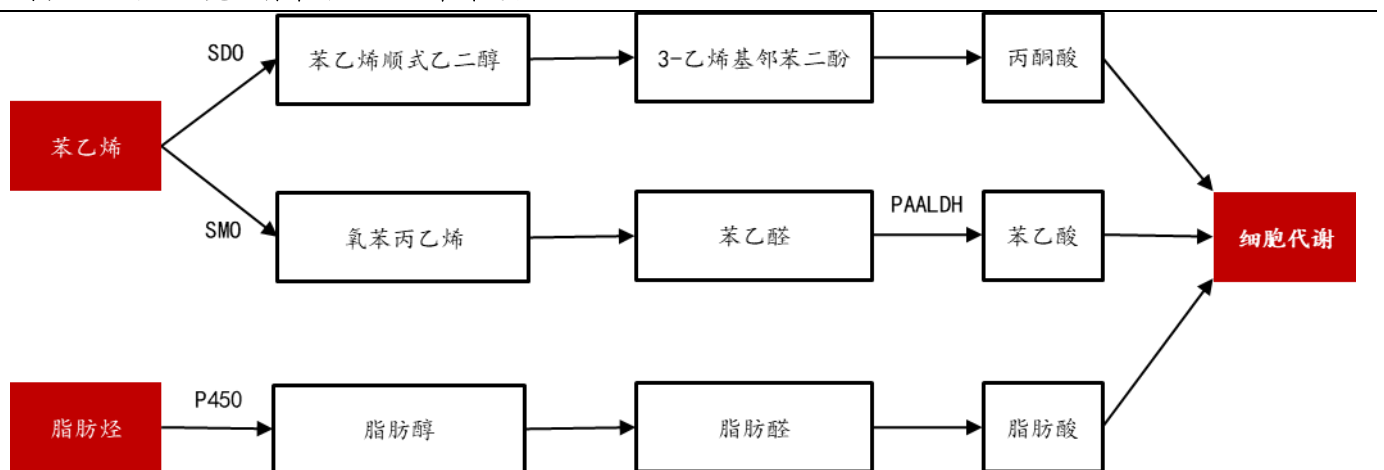 SDO
苯乙烯顺式乙二醇
3-乙烯基邻苯二酚
丙酮酸
苯乙烯
SMO
氧苯丙乙烯
苯乙醛
PAALDH
苯乙酸
细胞代谢
脂肪烃
P450
脂肪醇
脂肪醛
脂肪酸